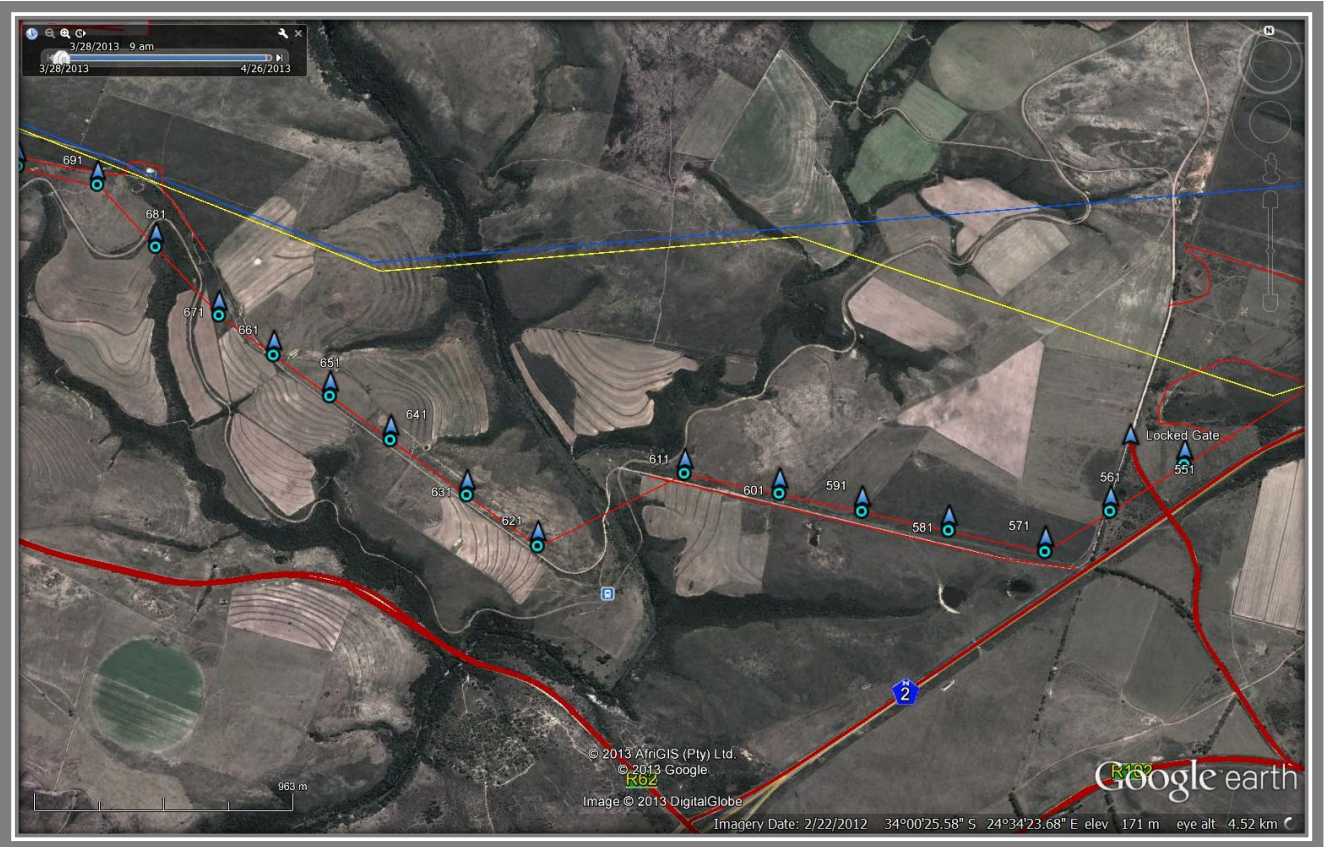 3/28/2013 9 am
3/28/2013 4/26/2013
N
691
681
671
661
651
641
631
621
611
601
591
581
571
561
551
Locked Gate
N
2
© 2013 AfriGIS (Pty) Ltd.
© 2013 Google
R62
Image © 2013 DigitalGlobe
R102
Google earth
963 m
Imagery Date: 2/22/2012 34°00'25.58" S 24°34'23.68" E elev 171 m eye alt 4.52 km